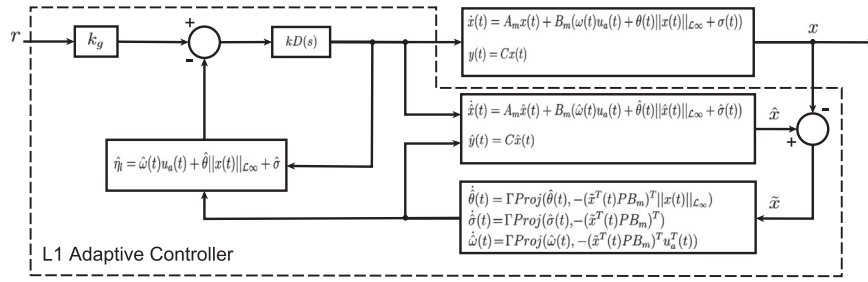 r
k_g
+
-
kD(s)
ẋ(t) = A_m x(t) + B_m(ω(t)u_a(t) + θ(t)||x(t)||_{𝓛∞} + σ(t))
y(t) = Cx(t)
x
x̂̇(t) = A_m x̂(t) + B_m(ω̂(t)u_a(t) + θ̂(t)||x̂(t)||_{𝓛∞} + σ̂(t))
ŷ(t) = Cx̂(t)
x̂
-
+
η̂_l = ω̂(t)u_a(t) + θ̂||x(t)||_{𝓛∞} + σ̂
θ̂̇(t) = ΓProj(θ̂(t), -(x̃^T(t)PB_m)^T||x(t)||_{𝓛∞})
σ̂̇(t) = ΓProj(σ̂(t),-(x̃^T(t)PB_m)^T)
ω̂̇(t) = ΓProj(ω̂(t), -(x̃^T(t)PB_m)^T u_a^T(t))
x̃
L1 Adaptive Controller